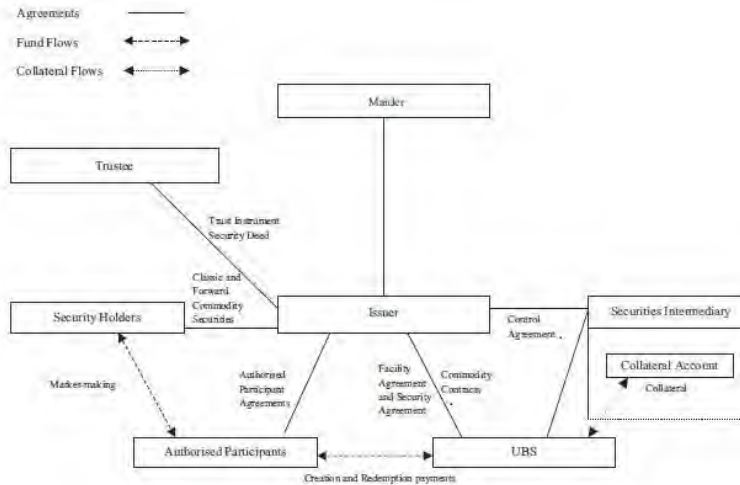 Agreements
Fund Flows
Collateral Flows
Trustee
Trust Instrument
Security Deed
Classic and
Forward
Commodity
Securities
Security Holders
Issuer
Control
Agreement
Securities Intermediary
Collateral Account
Collateral
Market-making
Authorised
Participant
Agreements
Facility
Agreement
and Security
Agreement
Commodity
Contracts
Authorised Participants
UBS
Creation and Redemption payments